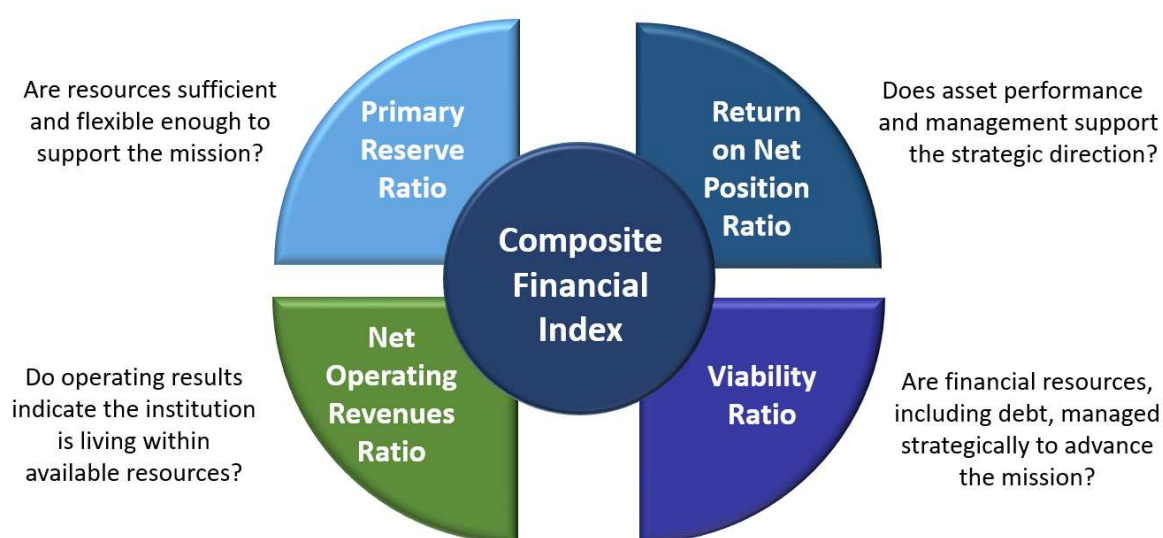 Are resources sufficient
and flexible enough to
support the mission?
Primary
Reserve
Ratio
Return
on Net
Position
Ratio
Does asset performance
and management support
the strategic direction?
Composite
Financial
Index
Do operating results
indicate the institution
is living within
available resources?
Net
Operating
Revenues
Ratio
Viability
Ratio
Are financial resources,
including debt, managed
strategically to advance
the mission?